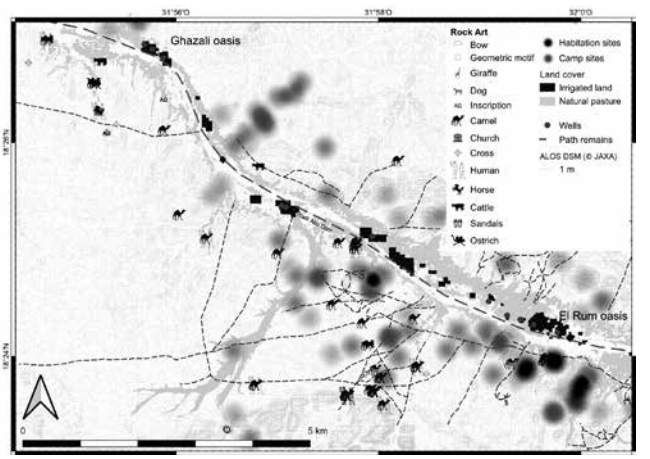 31°56'O
31°58'O
32°0'O
Ghazali oasis
Rock Art
Bow
Geometric motif
Giraffe
Dog
Inscription
Camel
Church
Cross
Human
Horse
Cattle
Sandals
Ostrich
Habitation sites
Camp sites
Land cover
Irrigated land
Natural pasture
Wells
Path remains
ALOS DSM (© JAXA)
1 m
18°26'N
El Rum oasis
18°24'N
0
5 km